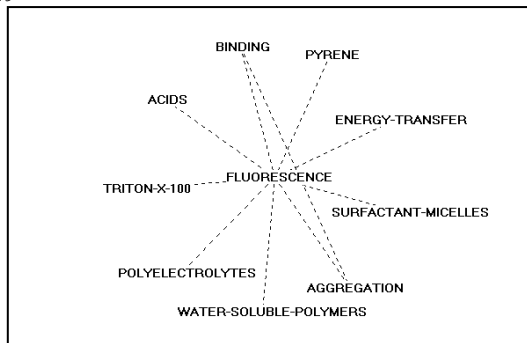 BINDING
PYRENE
ACIDS
ENERGY-TRANSFER
FLUORESCENCE
TRITON-X-100
SURFACTANT-MICELLES
POLYELECTROLYTES
AGGREGATION
WATER-SOLUBLE-POLYMERS